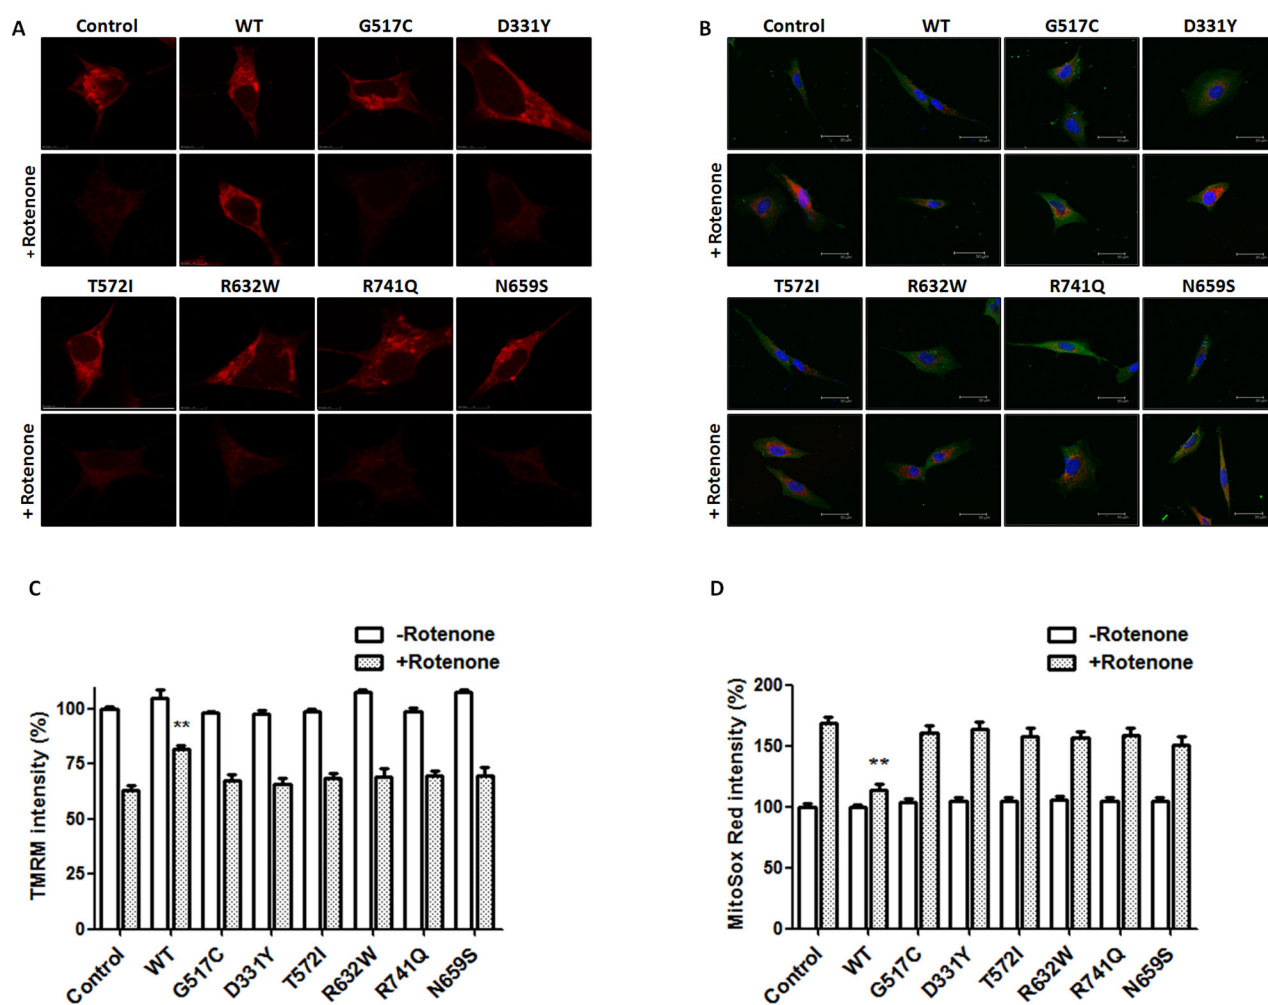 A
Control WT G517C D331Y
+ Rotenone
T572I R632W R741Q N659S
+ Rotenone
B
Control WT G517C D331Y
+ Rotenone
T572I R632W R741Q N659S
+ Rotenone
C
-Rotenone
+Rotenone
TMRM intensity (%)
100
75
50
25
0
Control WT G517C D331Y T572I R632W R741Q N659S
**
D
-Rotenone
+Rotenone
MitoSox Red intensity (%)
200
150
100
50
0
Control WT G517C D331Y T572I R632W R741Q N659S
**